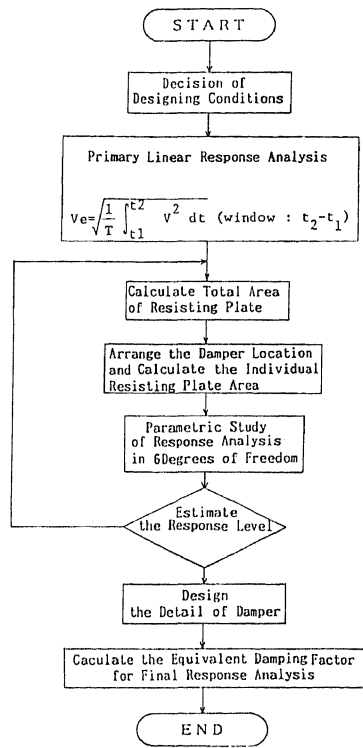 START
Decision of
Designing Conditions
Primary Linear Response Analysis
Ve=√(1/T ∫t1^t2 V² dt) (window : t₂-t₁)
Calculate Total Area
of Resisting Plate
Arrange the Damper Location
and Calculate the Individual
Resisting Plate Area
Parametric Study
of Response Analysis
in 6Degrees of Freedom
Estimate
the Response Level
Design
the Detail of Damper
Caculate the Equivalent Damping Factor
for Final Response Analysis
END